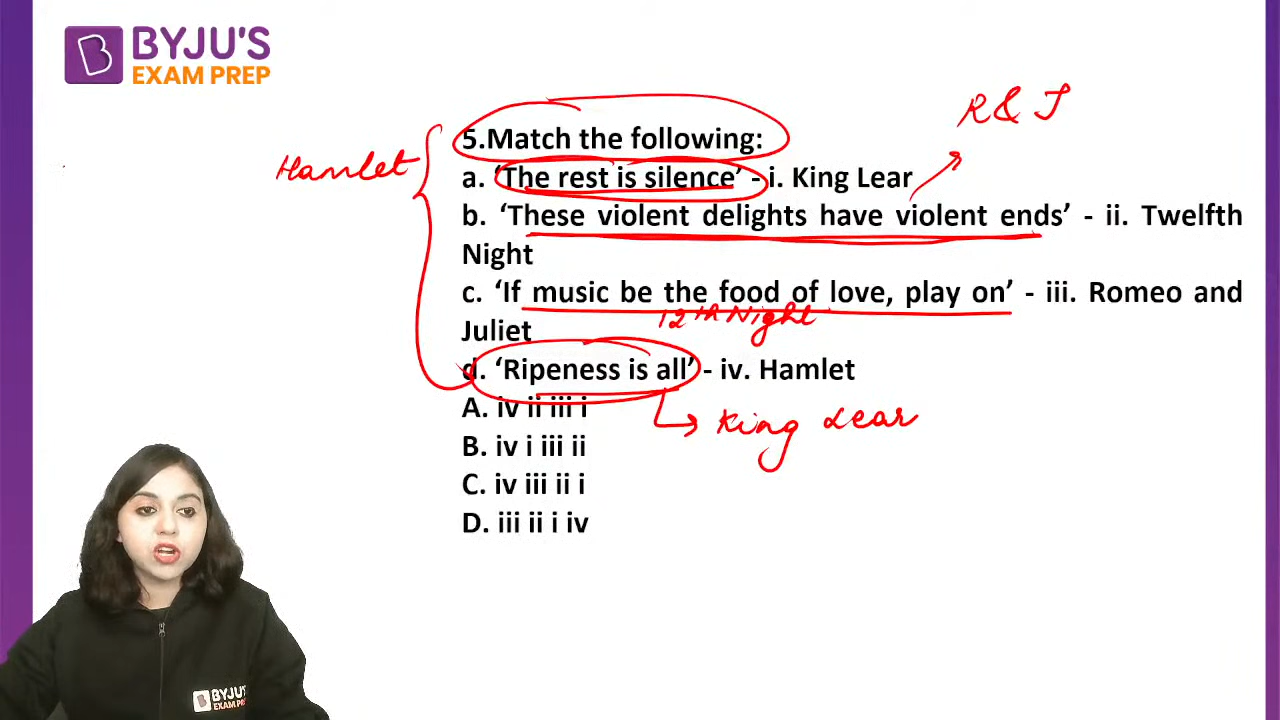 BYJU'S
EXAM PREP
R & J
Hamlet
5.Match the following:
a. ‘The rest is silence’ - i. King Lear
b. ‘These violent delights have violent ends’ - ii. Twelfth
Night
c. ‘If music be the food of love, play on’ - iii. Romeo and
12th Night
Juliet
d. ‘Ripeness is all’ - iv. Hamlet
A. iv ii iii i
King Lear
B. iv i iii ii
C. iv iii ii i
D. iii ii i iv
BYJU'S
EXAM PREP